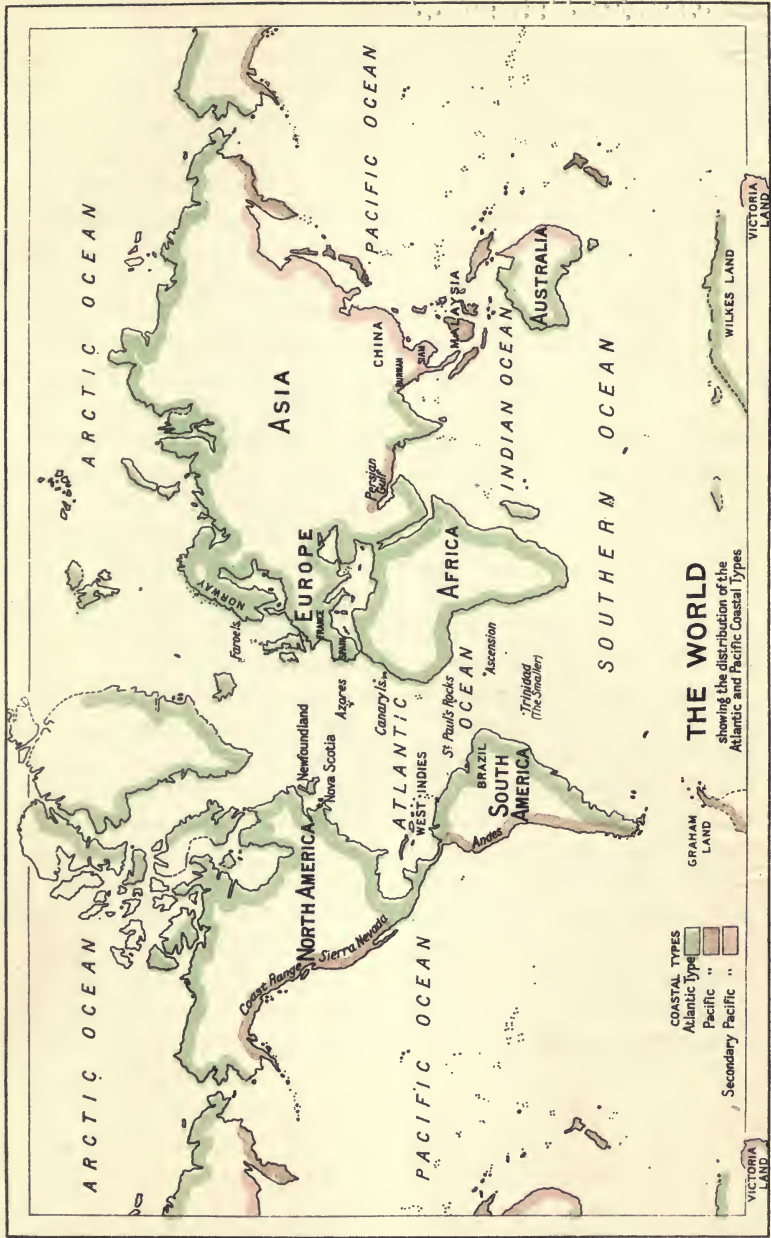 ARCTIC OCEAN
ARCTIC OCEAN
NORWAY
Faroels.
EUROPE
ASIA
FRANCE
SPAIN
Newfoundland
Nova Scotia
NORTH AMERICA
Coast Range
Sierra Nevada
Azores
Canary Is.
ATLANTIC
OCEAN
WEST INDIES
St. Paul's Rocks
Ascension
Trinidad
(The Smaller)
Persian
Gulf
CHINA
BURMAH
SIAM
MALAYSIA
PACIFIC OCEAN
PACIFIC OCEAN
AFRICA
INDIAN OCEAN
AUSTRALIA
BRAZIL
SOUTH
AMERICA
Andes
SOUTHERN OCEAN
GRAHAM
LAND
WILKES LAND
VICTORIA
LAND
VICTORIA
LAND
COASTAL TYPES
Atlantic Type
Pacific "
Secondary Pacific "
THE WORLD
showing the distribution of the
Atlantic and Pacific Coastal Types